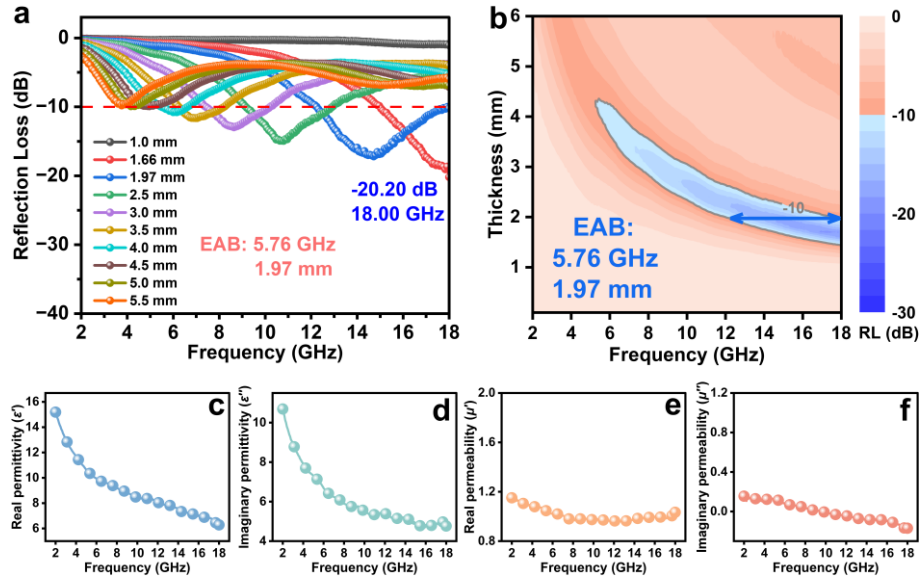 a
Reflection Loss (dB)
0
−10
−20
−30
−40
1.0 mm
1.66 mm
1.97 mm
2.5 mm
3.0 mm
3.5 mm
4.0 mm
4.5 mm
5.0 mm
5.5 mm
-20.20 dB
18.00 GHz
EAB: 5.76 GHz
1.97 mm
2 4 6 8 10 12 14 16 18
Frequency (GHz)
b
Thickness (mm)
6
5
4
3
2
1
-10
EAB:
5.76 GHz
1.97 mm
2 4 6 8 10 12 14 16 18
Frequency (GHz)
0
-10
-20
-30
RL (dB)
c
Real permittivity (ε′)
16
14
12
10
8
6
2 4 6 8 10 12 14 16 18
Frequency (GHz)
d
Imaginary permittivity (ε″)
10
8
6
4
2 4 6 8 10 12 14 16 18
Frequency (GHz)
e
Real permeability (μ′)
2.0
1.6
1.2
0.8
2 4 6 8 10 12 14 16 18
Frequency (GHz)
f
Imaginary permeability (μ″)
1.2
0.6
0.0
2 4 6 8 10 12 14 16 18
Frequency (GHz)